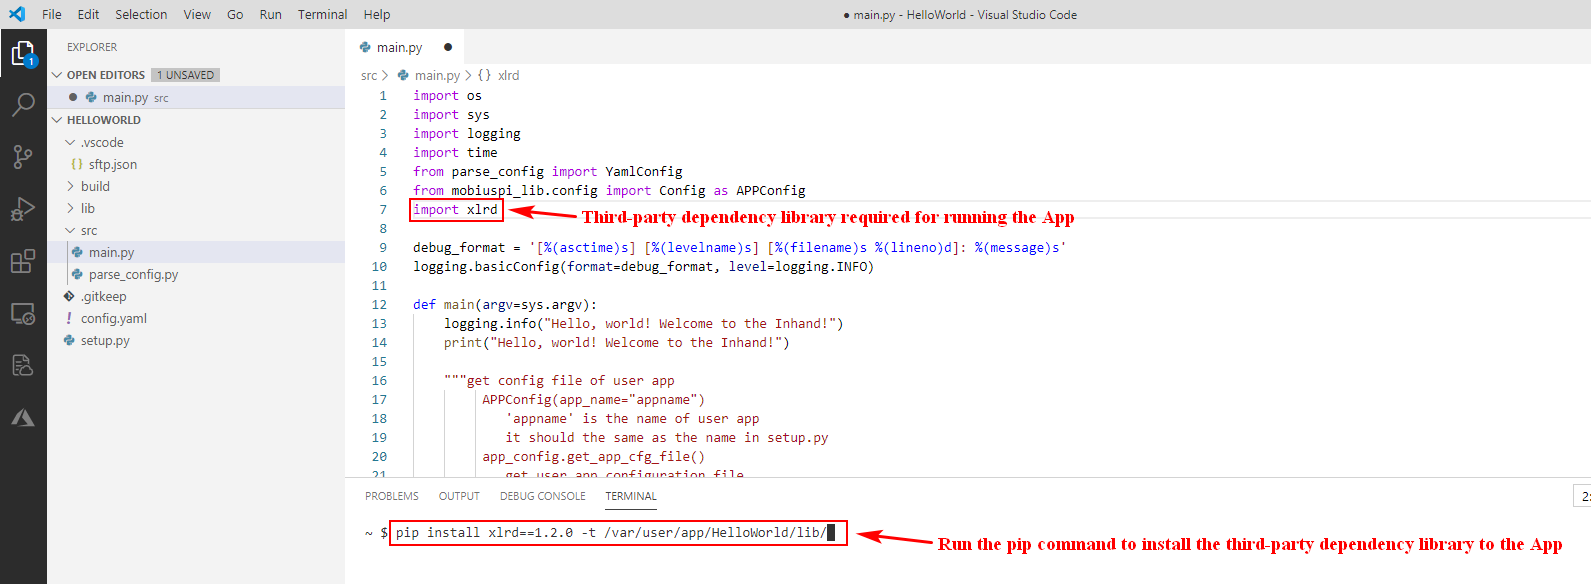 File Edit Selection View Go Run Terminal Help
● main.py - HelloWorld - Visual Studio Code
1
EXPLORER
OPEN EDITORS 1 UNSAVED
main.py src
HELLOWORLD
.vscode
{} sftp.json
build
lib
src
main.py
parse_config.py
.gitkeep
! config.yaml
setup.py
main.py ●
src > main.py > {} xlrd
1 import os
2 import sys
3 import logging
4 import time
5 from parse_config import YamlConfig
6 from mobiuspi_lib.config import Config as APPConfig
7 import xlrd
Third-party dependency library required for running the App
8
9 debug_format = '[%(asctime)s] [%(levelname)s] [%(filename)s %(lineno)d]: %(message)s'
10 logging.basicConfig(format=debug_format, level=logging.INFO)
11
12 def main(argv=sys.argv):
13 logging.info("Hello, world! Welcome to the Inhand!")
14 print("Hello, world! Welcome to the Inhand!")
15
16 """get config file of user app
17 APPConfig(app_name="appname")
18 'appname' is the name of user app
19 it should the same as the name in setup.py
20 app_config.get_app_cfg_file()
21 get user app configuration file
PROBLEMS OUTPUT DEBUG CONSOLE TERMINAL
2:
~ $ pip install xlrd==1.2.0 -t /var/user/app/HelloWorld/lib/
Run the pip command to install the third-party dependency library to the App